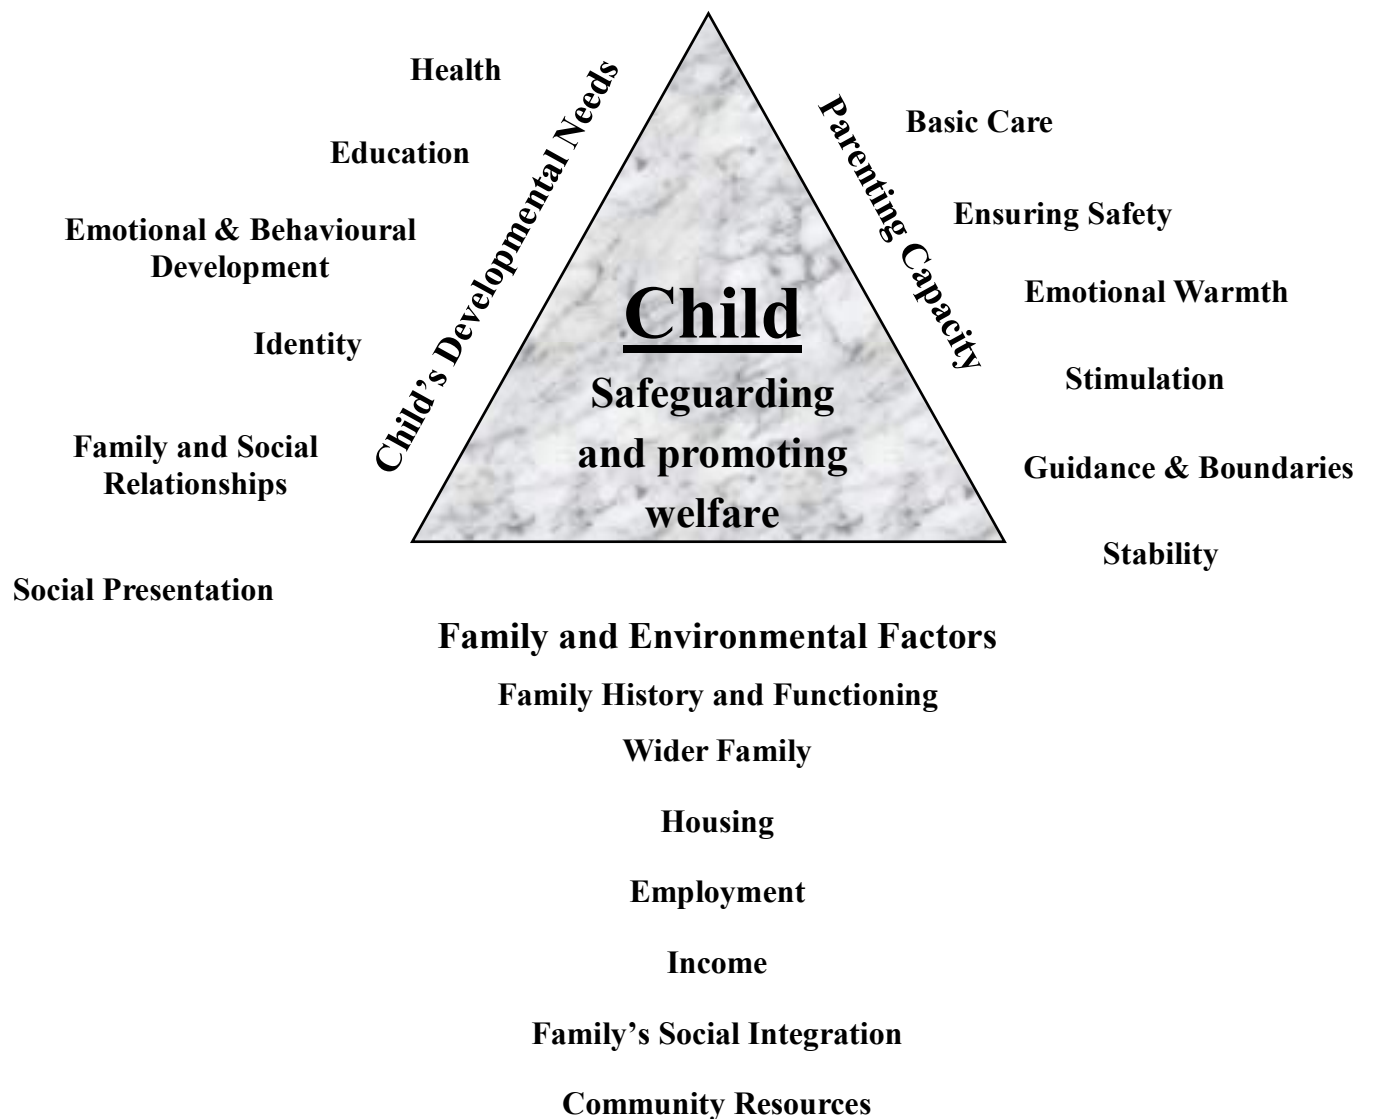 Health
Education
Emotional & Behavioural
Development
Identity
Family and Social
Relationships
Social Presentation
Child’s Developmental Needs
Child
Safeguarding
and promoting
welfare
Parenting Capacity
Basic Care
Ensuring Safety
Emotional Warmth
Stimulation
Guidance & Boundaries
Stability
Family and Environmental Factors
Family History and Functioning
Wider Family
Housing
Employment
Income
Family’s Social Integration
Community Resources